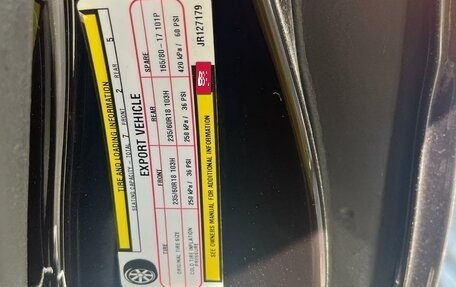 TIRE AND LOADING INFORMATION
SEATING CAPACITY - TOTAL 7 FRONT 2 REAR 5
EXPORT VEHICLE
TIRE FRONT REAR SPARE
ORIGINAL TIRE SIZE 235/60R18 103H 235/60R18 103H 165/80-17 101P
COLD TIRE INFLATION PRESSURE 250 kPa / 36 PSI 250 kPa / 36 PSI 420 kPa / 60 PSI
SEE OWNERS MANUAL FOR ADDITIONAL INFORMATION
JR127179